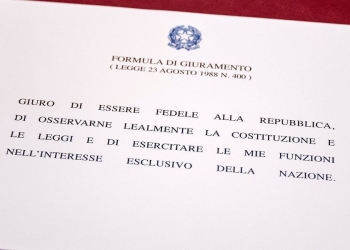 FORMULA DI GIURAMENTO
( LEGGE 23 AGOSTO 1988 N. 400 )
GIURO DI ESSERE FEDELE ALLA REPUBBLICA,
DI OSSERVARNE LEALMENTE LA COSTITUZIONE E
LE LEGGI E DI ESERCITARE LE MIE FUNZIONI
NELL'INTERESSE ESCLUSIVO DELLA NAZIONE.